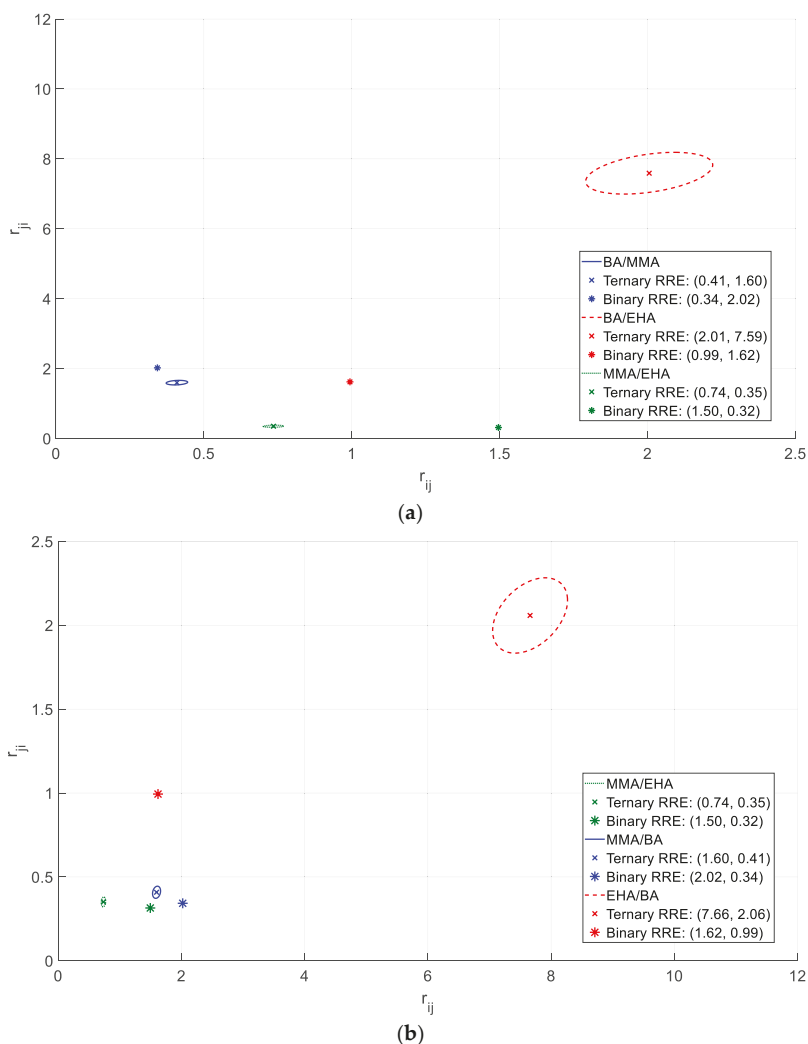 12
10
8
6
4
2
0
r_ji
BA/MMA
Ternary RRE: (0.41, 1.60)
Binary RRE: (0.34, 2.02)
BA/EHA
Ternary RRE: (2.01, 7.59)
Binary RRE: (0.99, 1.62)
MMA/EHA
Ternary RRE: (0.74, 0.35)
Binary RRE: (1.50, 0.32)
0 0.5 1 1.5 2 2.5
r_ij
(a)
2.5
2
1.5
1
0.5
0
r_ji
MMA/EHA
Ternary RRE: (0.74, 0.35)
Binary RRE: (1.50, 0.32)
MMA/BA
Ternary RRE: (1.60, 0.41)
Binary RRE: (2.02, 0.34)
EHA/BA
Ternary RRE: (7.66, 2.06)
Binary RRE: (1.62, 0.99)
0 2 4 6 8 10 12
r_ij
(b)